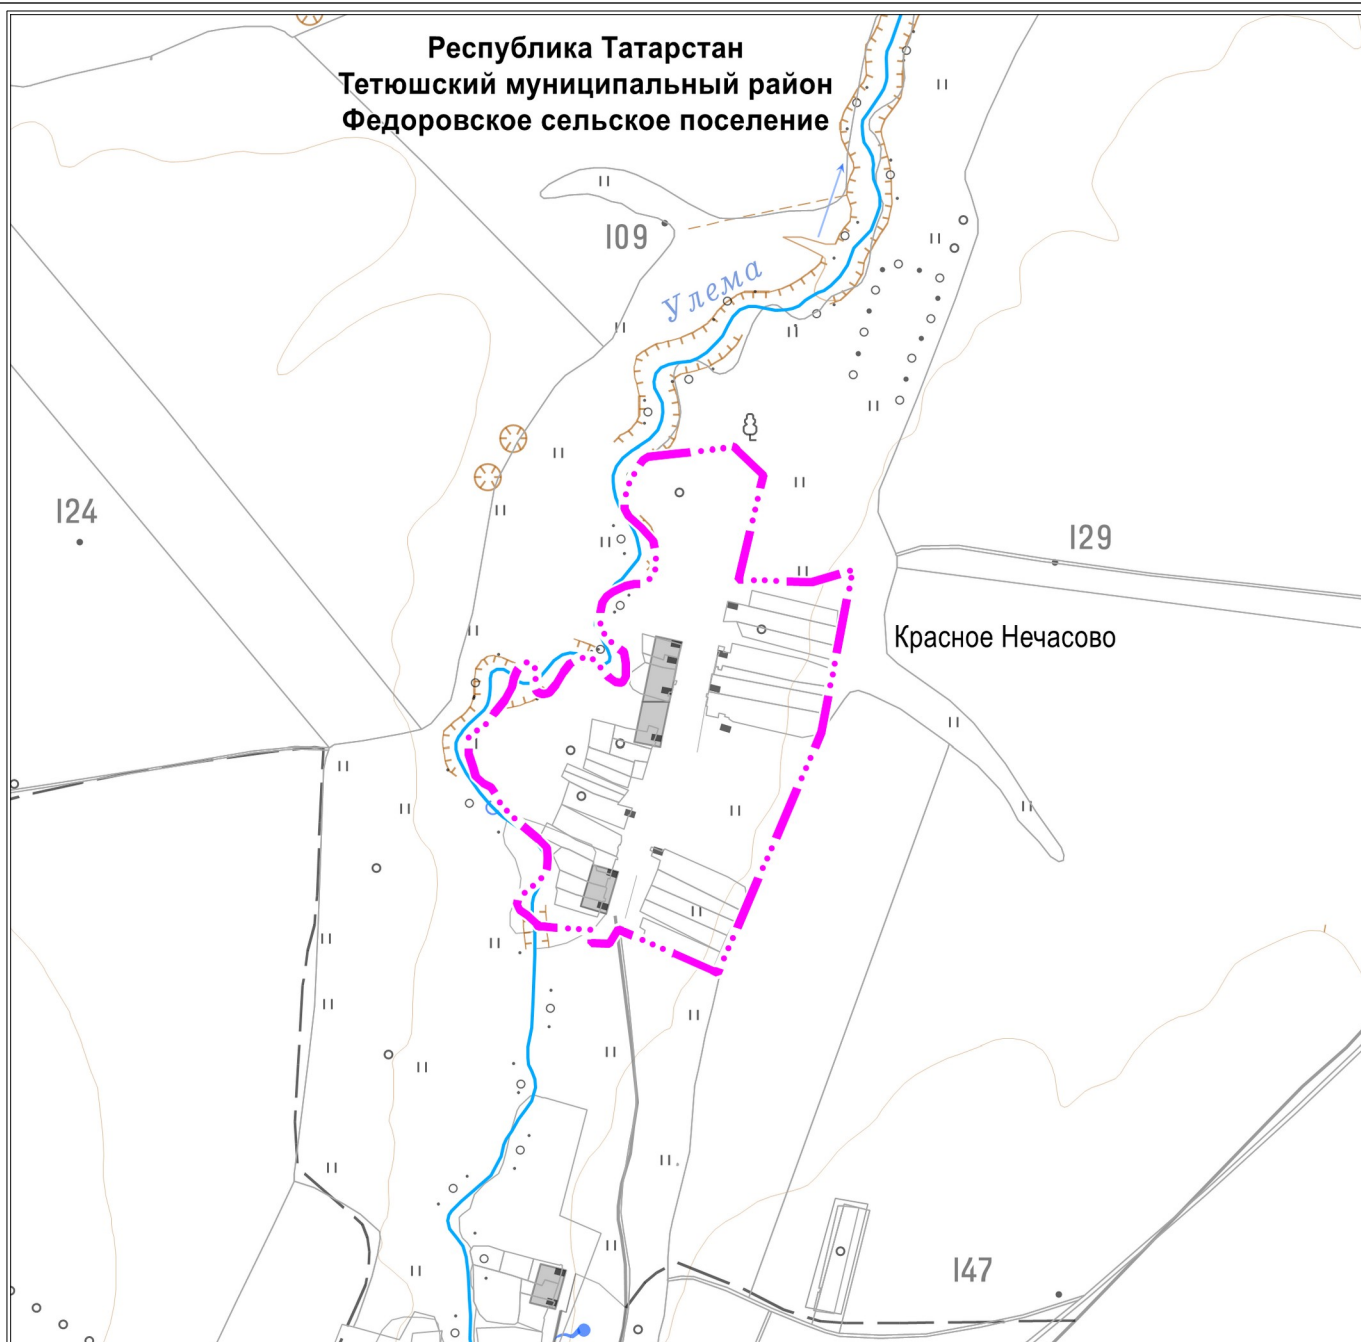 Республика Татарстан
Тетюшский муниципальный район
Федоровское сельское поселение
109
Улема
124
129
Красное Нечасово
147